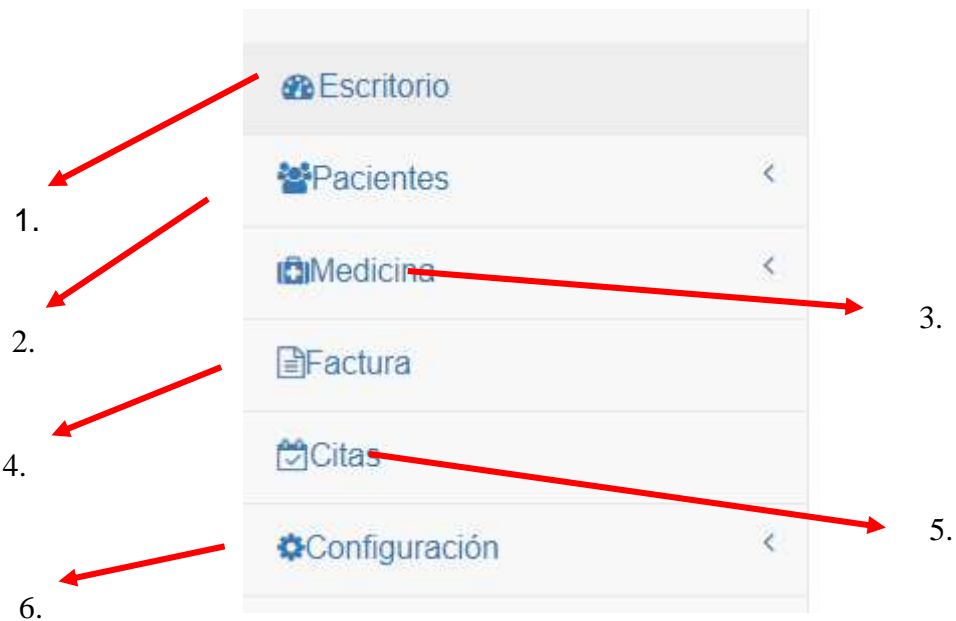 Escritorio
1.
Pacientes
2.
Medicina
3.
Factura
4.
Citas
5.
Configuración
6.